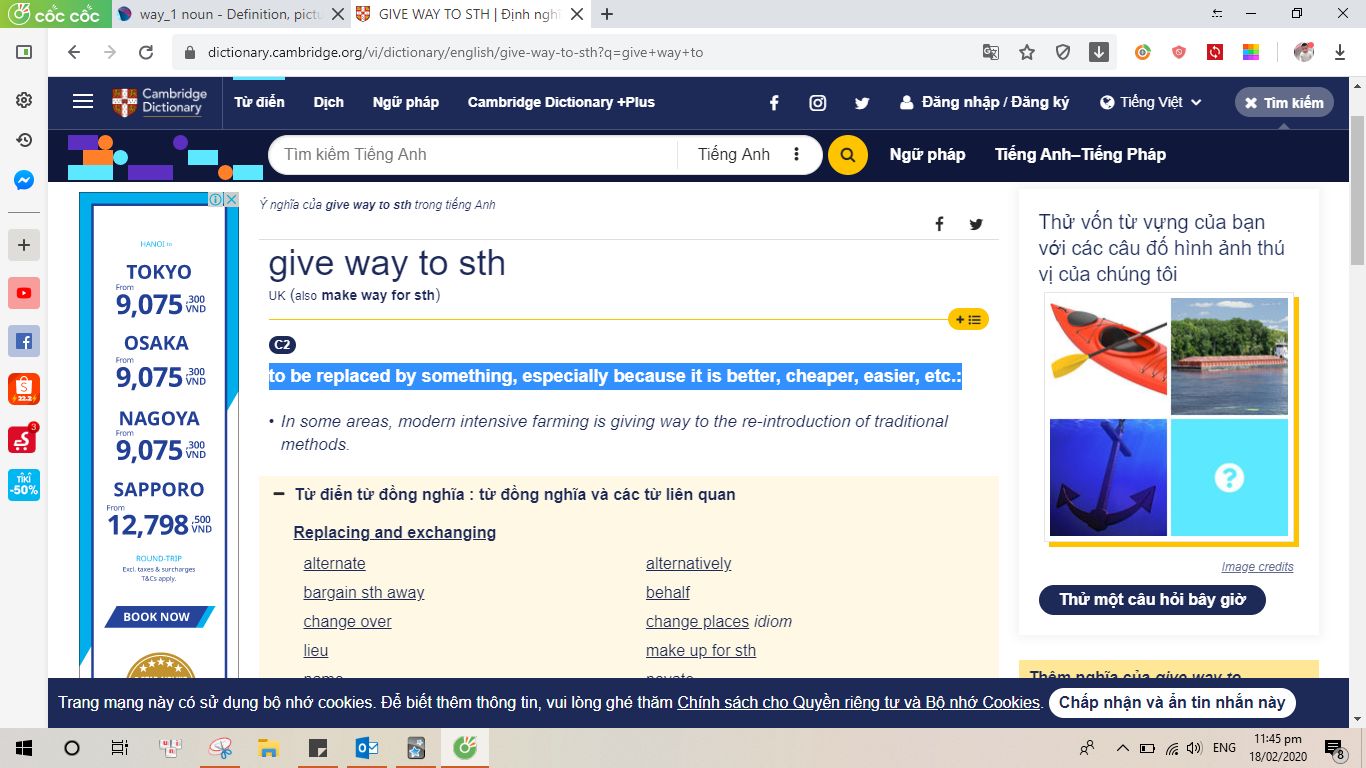 cốc cốc
way_1 noun - Definition, pictu
GIVE WAY TO STH | Định nghĩ
dictionary.cambridge.org/vi/dictionary/english/give-way-to-sth?q=give+way+to
Cambridge
Dictionary
Từ điển
Dịch
Ngữ pháp
Cambridge Dictionary +Plus
Đăng nhập / Đăng ký
Tiếng Việt
Tìm kiếm
Tìm kiếm Tiếng Anh
Tiếng Anh
Ngữ pháp
Tiếng Anh–Tiếng Pháp
Ý nghĩa của give way to sth trong tiếng Anh
give way to sth
UK (also make way for sth)
C2
to be replaced by something, especially because it is better, cheaper, easier, etc.:
• In some areas, modern intensive farming is giving way to the re-introduction of traditional
methods.
Từ điển từ đồng nghĩa : từ đồng nghĩa và các từ liên quan
Replacing and exchanging
alternate
alternatively
bargain sth away
behalf
change over
change places idiom
lieu
make up for sth
HANOI to
TOKYO
From
9,075,300 VND
OSAKA
From
9,075,300 VND
NAGOYA
From
9,075,300 VND
SAPPORO
From
12,798,500 VND
ROUND-TRIP
Excl. taxes & surcharges
T&Cs apply.
BOOK NOW
Thử vốn từ vựng của bạn
với các câu đố hình ảnh thú
vị của chúng tôi
?
Image credits
Thử một câu hỏi bây giờ
Thêm nghĩa của give way to
22.2
3
TIKI
-50%
Trang mạng này có sử dụng bộ nhớ cookies. Để biết thêm thông tin, vui lòng ghé thăm Chính sách cho Quyền riêng tư và Bộ nhớ Cookies.
Chấp nhận và ẩn tin nhắn này
ENG
11:45 pm
18/02/2020
8